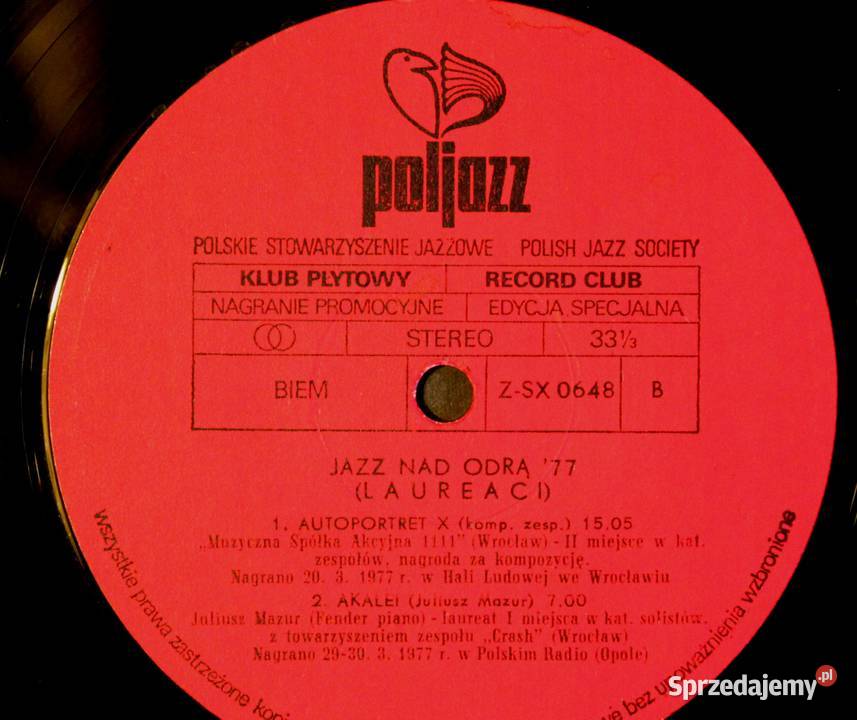 poljazz
POLSKIE STOWARZYSZENIE JAZZOWE POLISH JAZZ SOCIETY
KLUB PŁYTOWY RECORD CLUB
NAGRANIE PROMOCYJNE EDYCJA SPECJALNA
STEREO 33⅓
BIEM Z-SX 0648 B
JAZZ NAD ODRĄ '77
(LAUREACI)
1. AUTOPORTRET X (komp. zesp.) 15.05
„Muzyczna Spółka Akcyjna 1111" (Wrocław) - II miejsce w kat.
zespołów, nagroda za kompozycję.
Nagrano 20. 3. 1977 r. w Hali Ludowej we Wrocławiu
2. AKALEI (Juliusz Mazur) 7.00
Juliusz Mazur (Fender piano) - laureat I miejsca w kat. solistów,
z towarzyszeniem zespołu „Crash" (Wrocław)
Nagrano 29-30. 3. 1977 r. w Polskim Radio (Opole)
wszystkie prawa zastrzeżone bez upoważnienia wzbronione
Sprzedajemy.pl